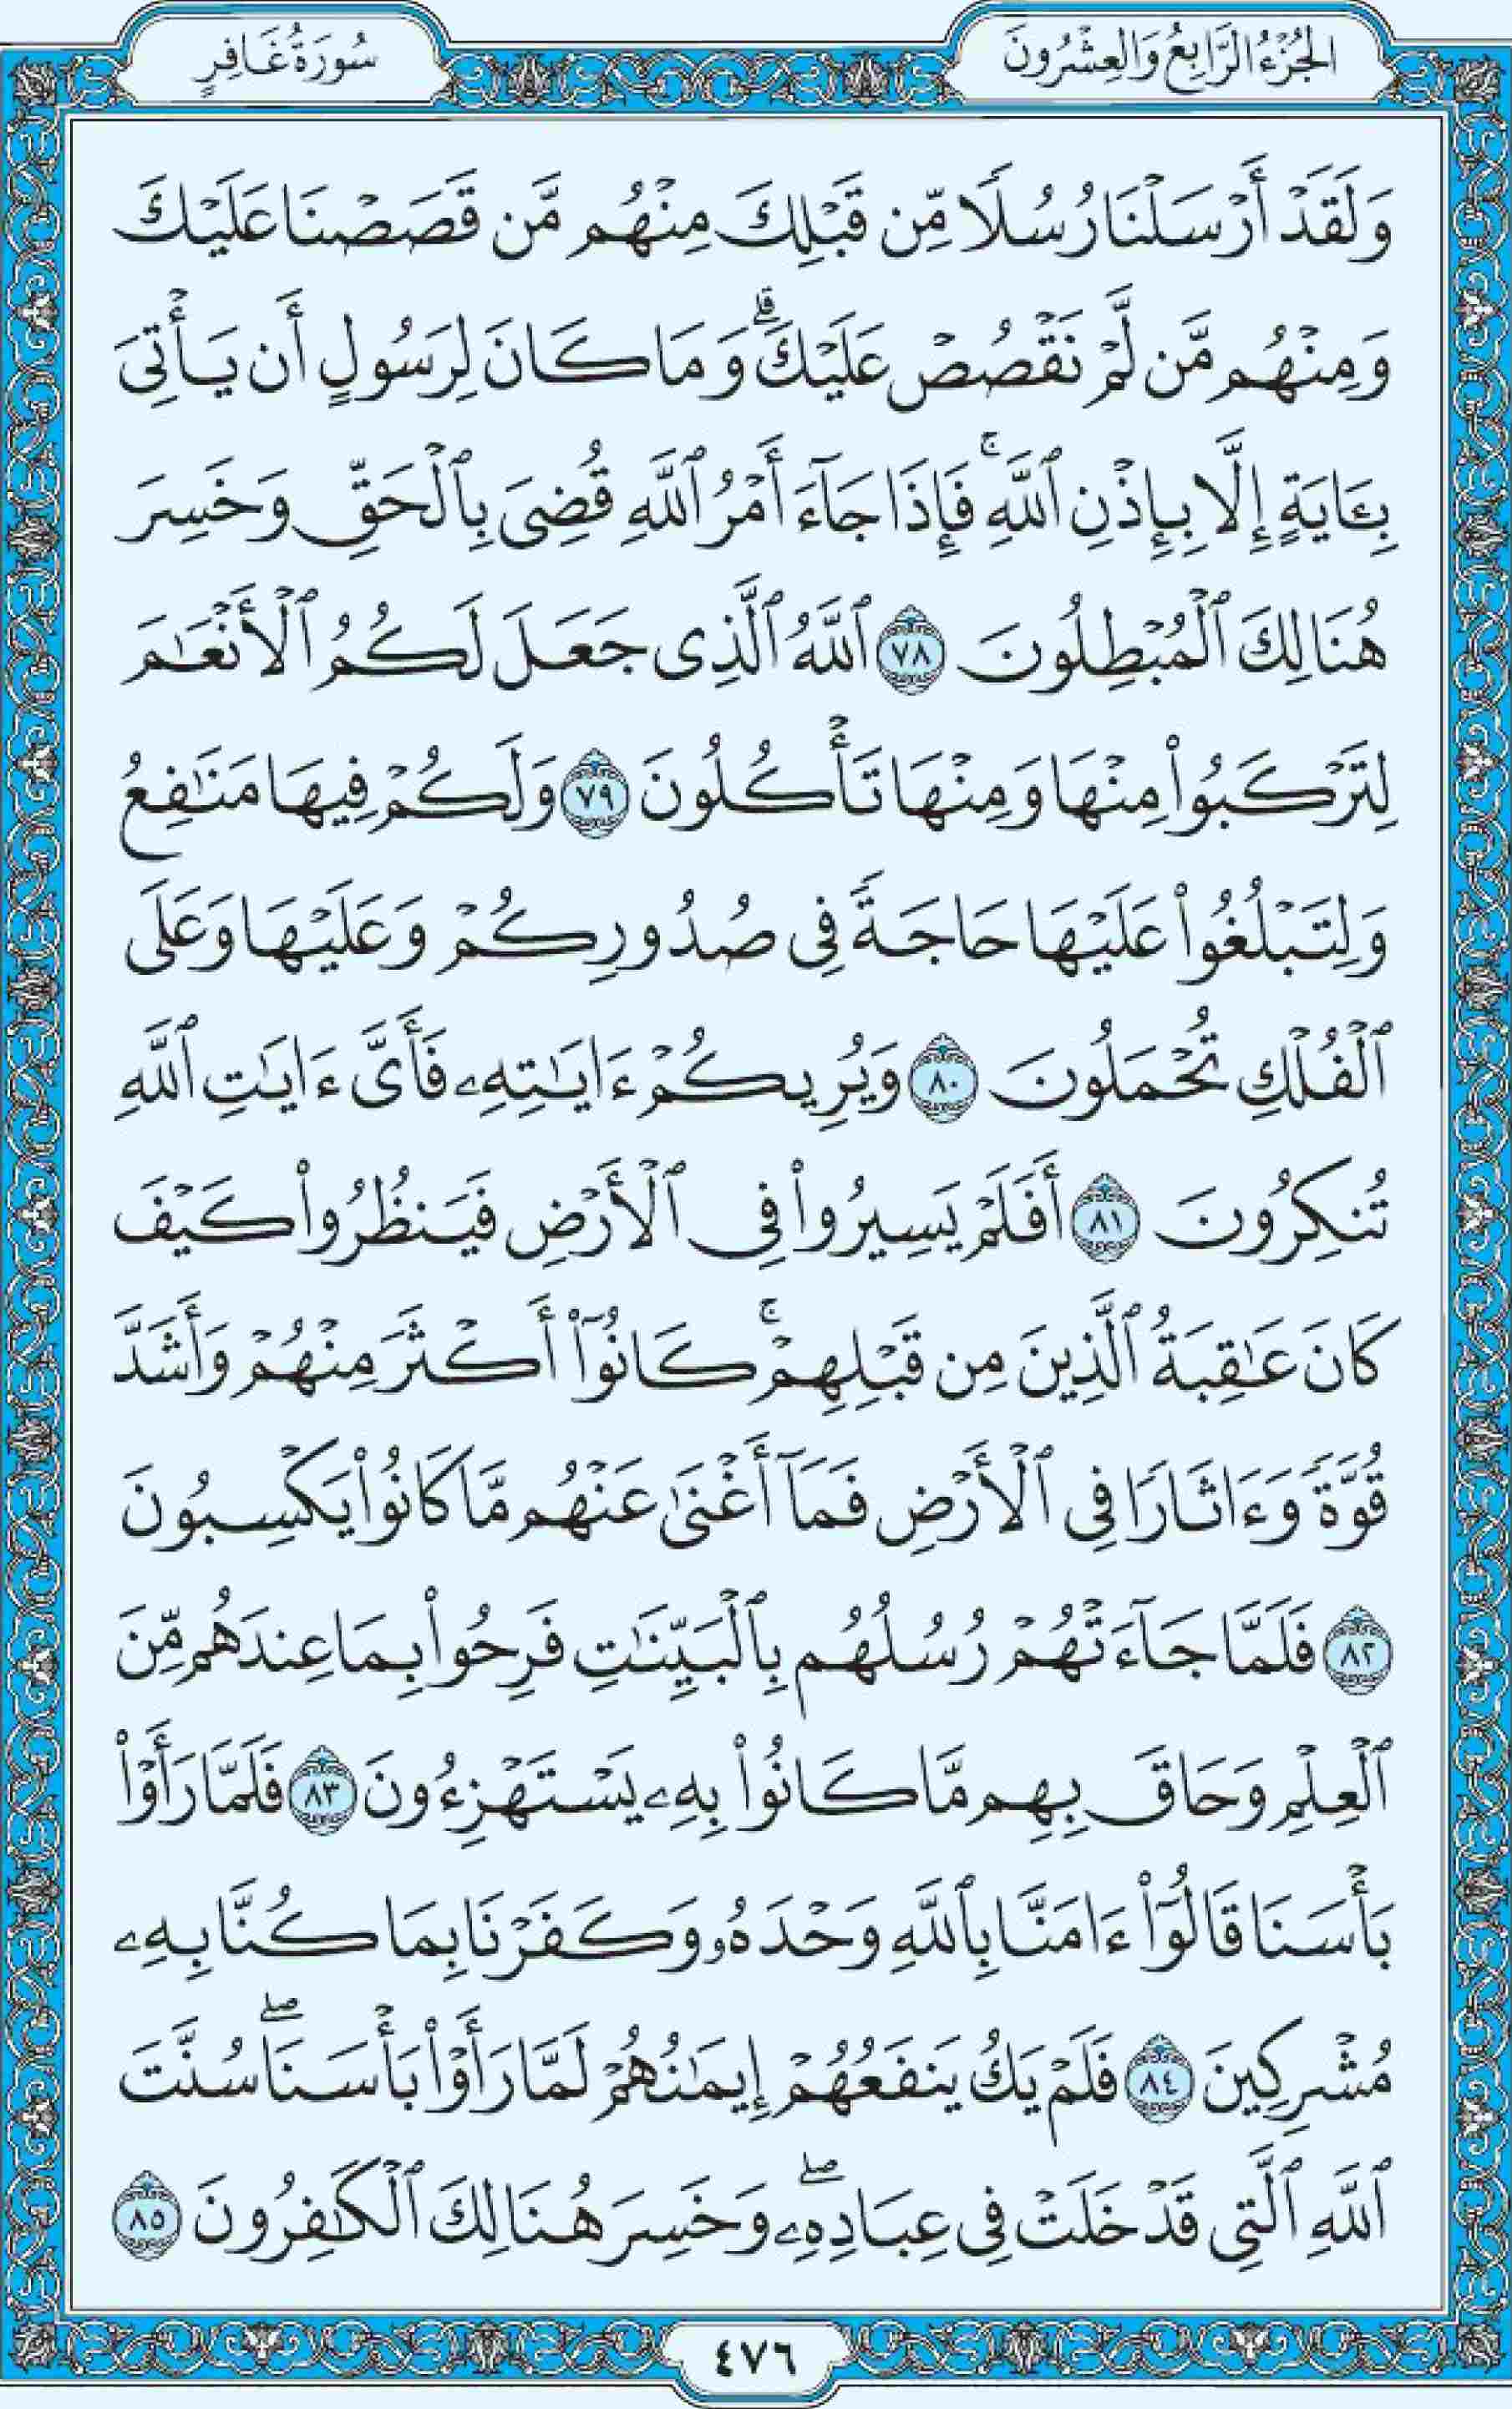 الجُزْءُ الرَّابِعُ وَالعِشْرُونَ
سُورَةُ غَافِرٍ
وَلَقَدْ أَرْسَلْنَا رُسُلًا مِّن قَبْلِكَ مِنْهُم مَّن قَصَصْنَا عَلَيْكَ
وَمِنْهُم مَّن لَّمْ نَقْصُصْ عَلَيْكَ ۗ وَمَا كَانَ لِرَسُولٍ أَن يَأْتِىَ
بِـَٔايَةٍ إِلَّا بِإِذْنِ ٱللَّهِ ۚ فَإِذَا جَآءَ أَمْرُ ٱللَّهِ قُضِىَ بِٱلْحَقِّ وَخَسِرَ
هُنَالِكَ ٱلْمُبْطِلُونَ ٧٨ ٱللَّهُ ٱلَّذِى جَعَلَ لَكُمُ ٱلْأَنْعَٰمَ
لِتَرْكَبُوا۟ مِنْهَا وَمِنْهَا تَأْكُلُونَ ٧٩ وَلَكُمْ فِيهَا مَنَٰفِعُ
وَلِتَبْلُغُوا۟ عَلَيْهَا حَاجَةً فِى صُدُورِكُمْ وَعَلَيْهَا وَعَلَى
ٱلْفُلْكِ تُحْمَلُونَ ٨٠ وَيُرِيكُمْ ءَايَٰتِهِۦ فَأَىَّ ءَايَٰتِ ٱللَّهِ
تُنكِرُونَ ٨١ أَفَلَمْ يَسِيرُوا۟ فِى ٱلْأَرْضِ فَيَنظُرُوا۟ كَيْفَ
كَانَ عَٰقِبَةُ ٱلَّذِينَ مِن قَبْلِهِمْ ۚ كَانُوٓا۟ أَكْثَرَ مِنْهُمْ وَأَشَدَّ
قُوَّةً وَءَاثَارًا فِى ٱلْأَرْضِ فَمَآ أَغْنَىٰ عَنْهُم مَّا كَانُوا۟ يَكْسِبُونَ
٨٢ فَلَمَّا جَآءَتْهُمْ رُسُلُهُم بِٱلْبَيِّنَٰتِ فَرِحُوا۟ بِمَا عِندَهُم مِّنَ
ٱلْعِلْمِ وَحَاقَ بِهِم مَّا كَانُوا۟ بِهِۦ يَسْتَهْزِءُونَ ٨٣ فَلَمَّا رَأَوْا۟
بَأْسَنَا قَالُوٓا۟ ءَامَنَّا بِٱللَّهِ وَحْدَهُۥ وَكَفَرْنَا بِمَا كُنَّا بِهِۦ
مُشْرِكِينَ ٨٤ فَلَمْ يَكُ يَنفَعُهُمْ إِيمَٰنُهُمْ لَمَّا رَأَوْا۟ بَأْسَنَا ۖ سُنَّتَ
ٱللَّهِ ٱلَّتِى قَدْ خَلَتْ فِى عِبَادِهِۦ ۖ وَخَسِرَ هُنَالِكَ ٱلْكَٰفِرُونَ ٨٥
٤٧٦